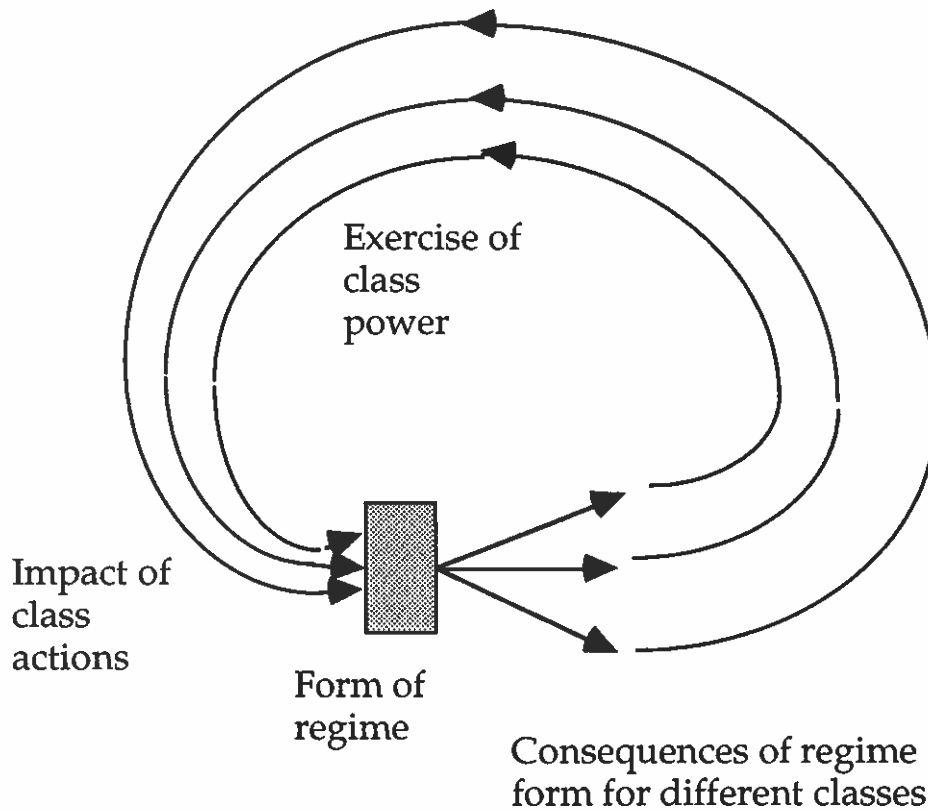 Exercise of
class
power
Impact of
class
actions
Form of
regime
Consequences of regime
form for different classes